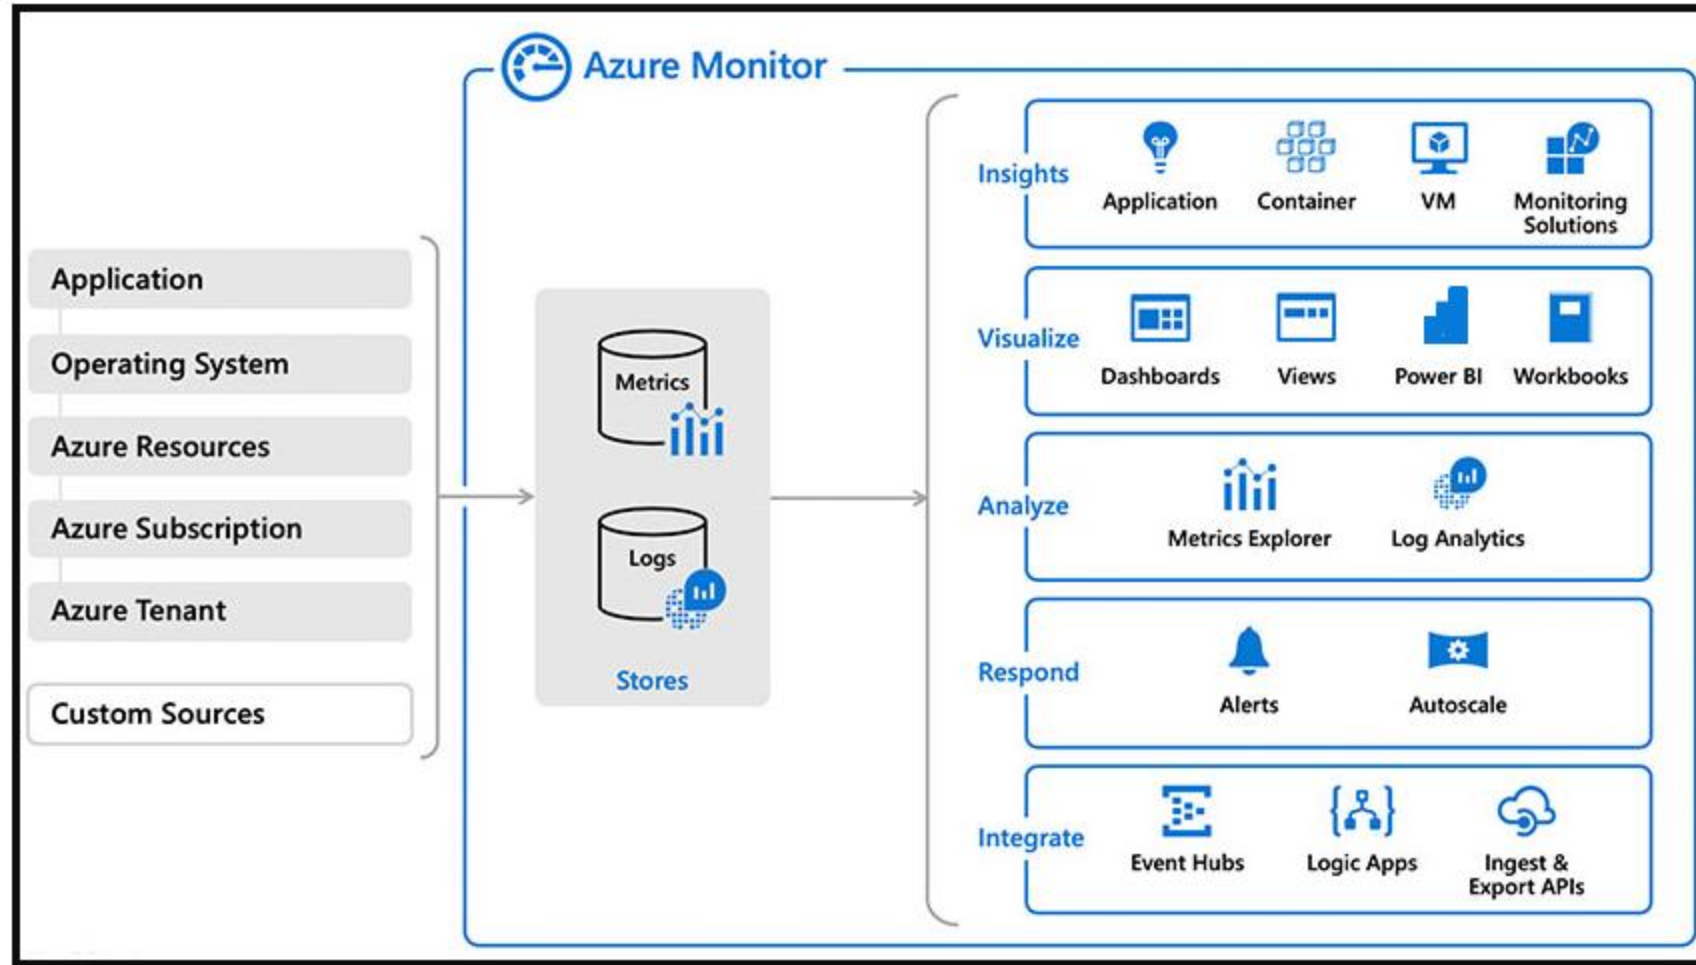 Azure Monitor
Application
Operating System
Azure Resources
Azure Subscription
Azure Tenant
Custom Sources
Metrics
Logs
Stores
Insights
Application
Container
VM
Monitoring
Solutions
Visualize
Dashboards
Views
Power BI
Workbooks
Analyze
Metrics Explorer
Log Analytics
Respond
Alerts
Autoscale
Integrate
Event Hubs
Logic Apps
Ingest &
Export APIs